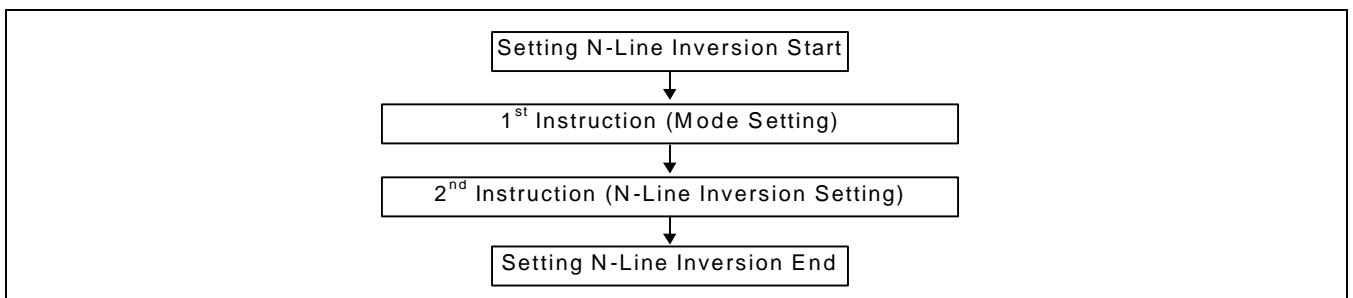 Setting N-Line Inversion Start
1st Instruction (Mode Setting)
2nd Instruction (N-Line Inversion Setting)
Setting N-Line Inversion End